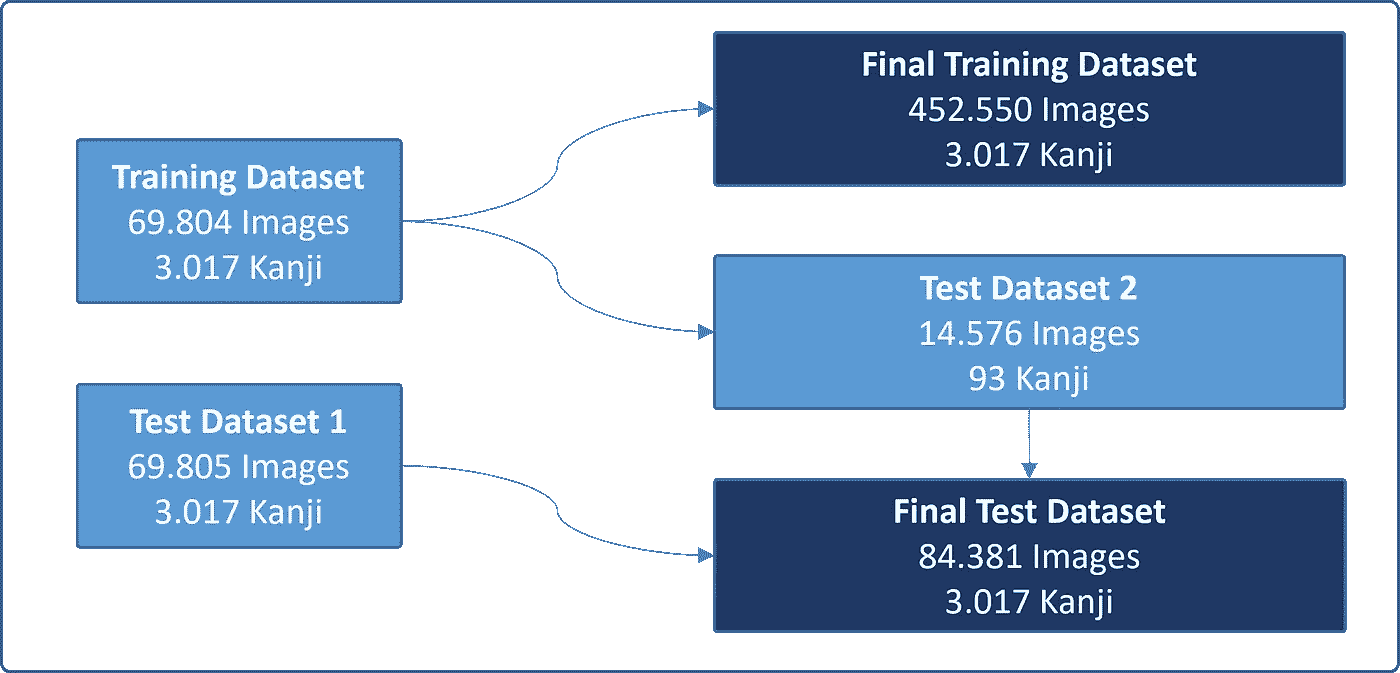 Training Dataset
69.804 Images
3.017 Kanji
Test Dataset 1
69.805 Images
3.017 Kanji
Final Training Dataset
452.550 Images
3.017 Kanji
Test Dataset 2
14.576 Images
93 Kanji
Final Test Dataset
84.381 Images
3.017 Kanji